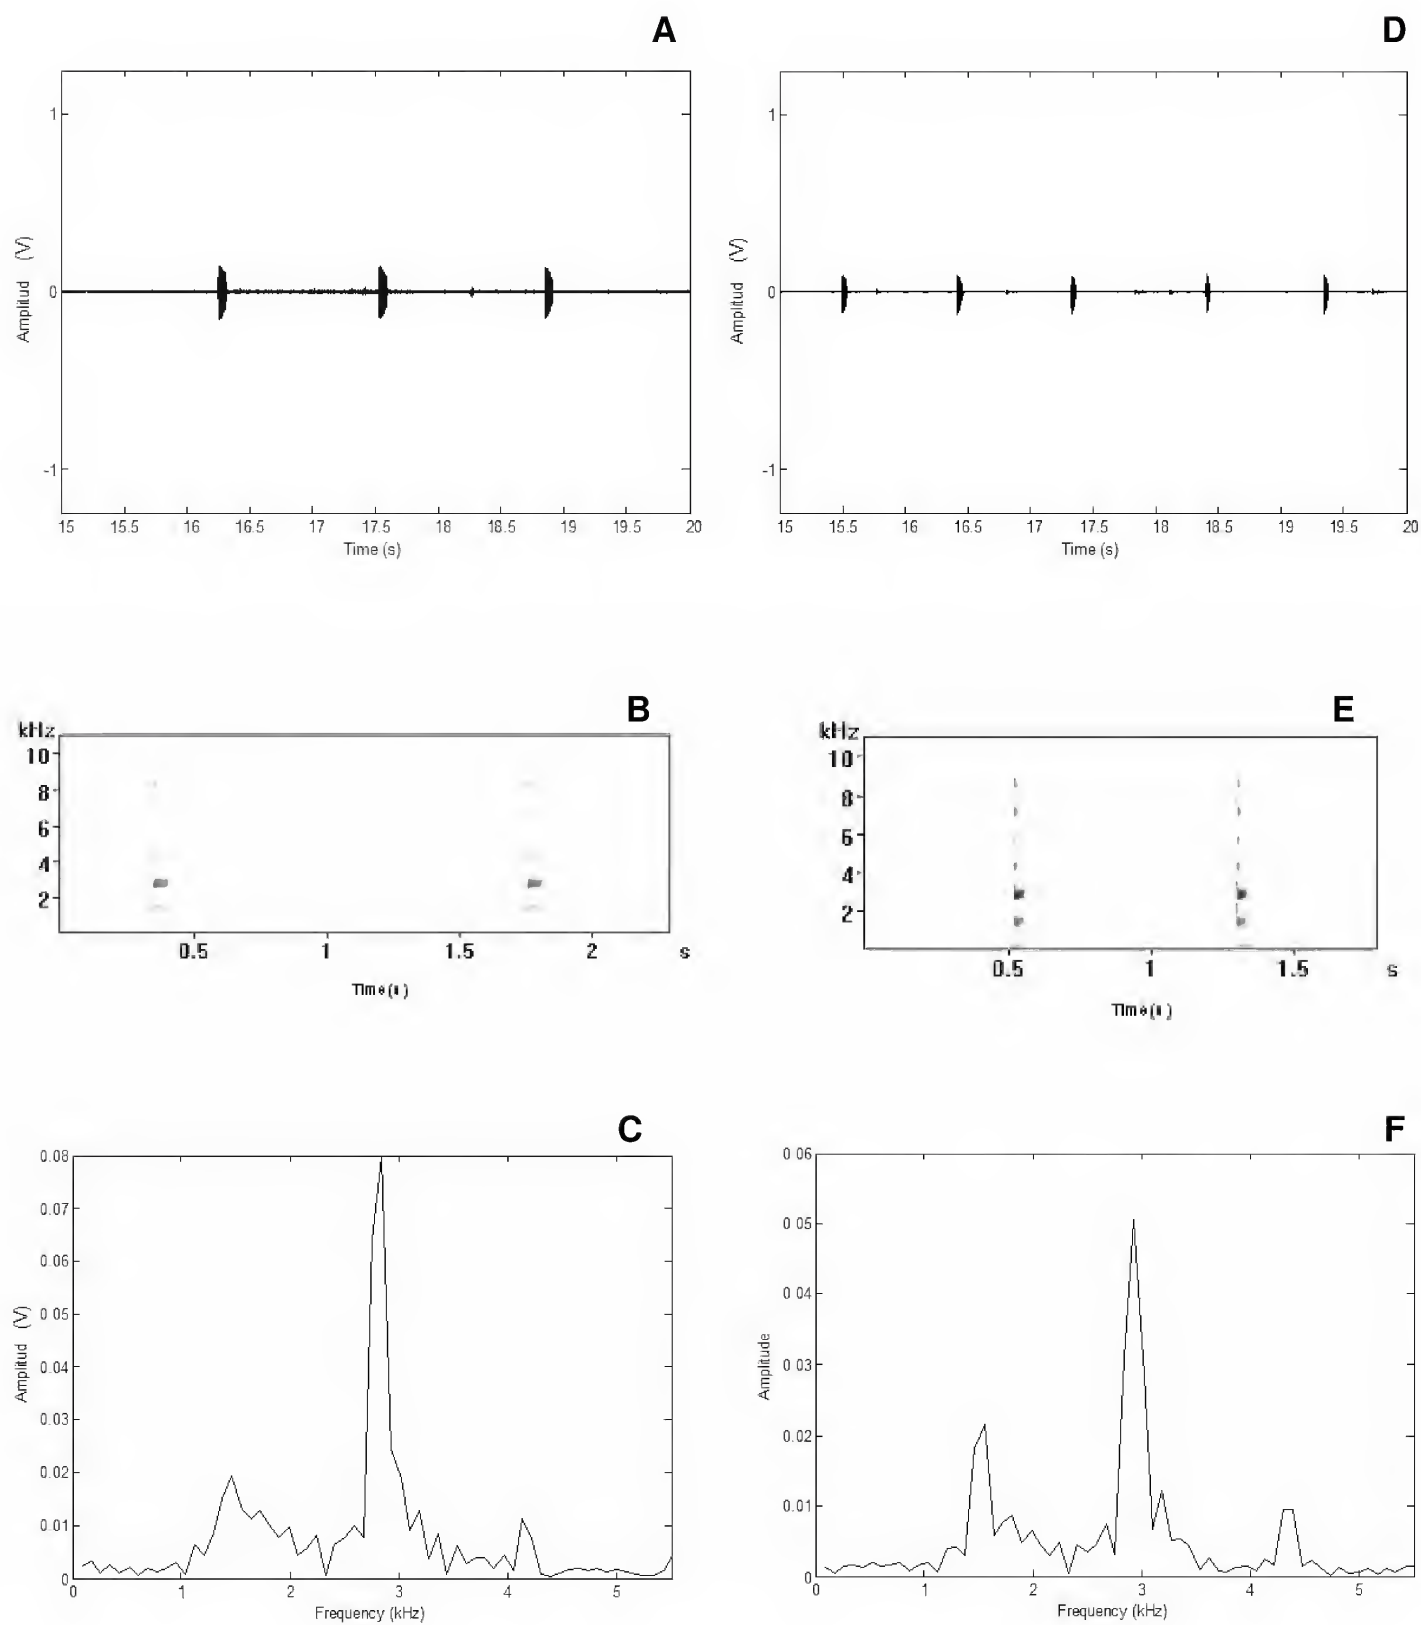 A
D
1
0
-1
Amplitud (V)
15 15.5 16 16.5 17 17.5 18 18.5 19 19.5 20
Time (s)
1
0
-1
Amplitud (V)
15 15.5 16 16.5 17 17.5 18 18.5 19 19.5 20
Time (s)
B
kHz
10
8
6
4
2
0.5 1 1.5 2 s
Time (s)
E
kHz
10
8
6
4
2
0.5 1 1.5 s
Time (s)
C
0.08
0.07
0.06
0.05
0.04
0.03
0.02
0.01
0
Amplitud (V)
0 1 2 3 4 5
Frequency (kHz)
F
0.06
0.05
0.04
0.03
0.02
0.01
0
Amplitude
0 1 2 3 4 5
Frequency (kHz)